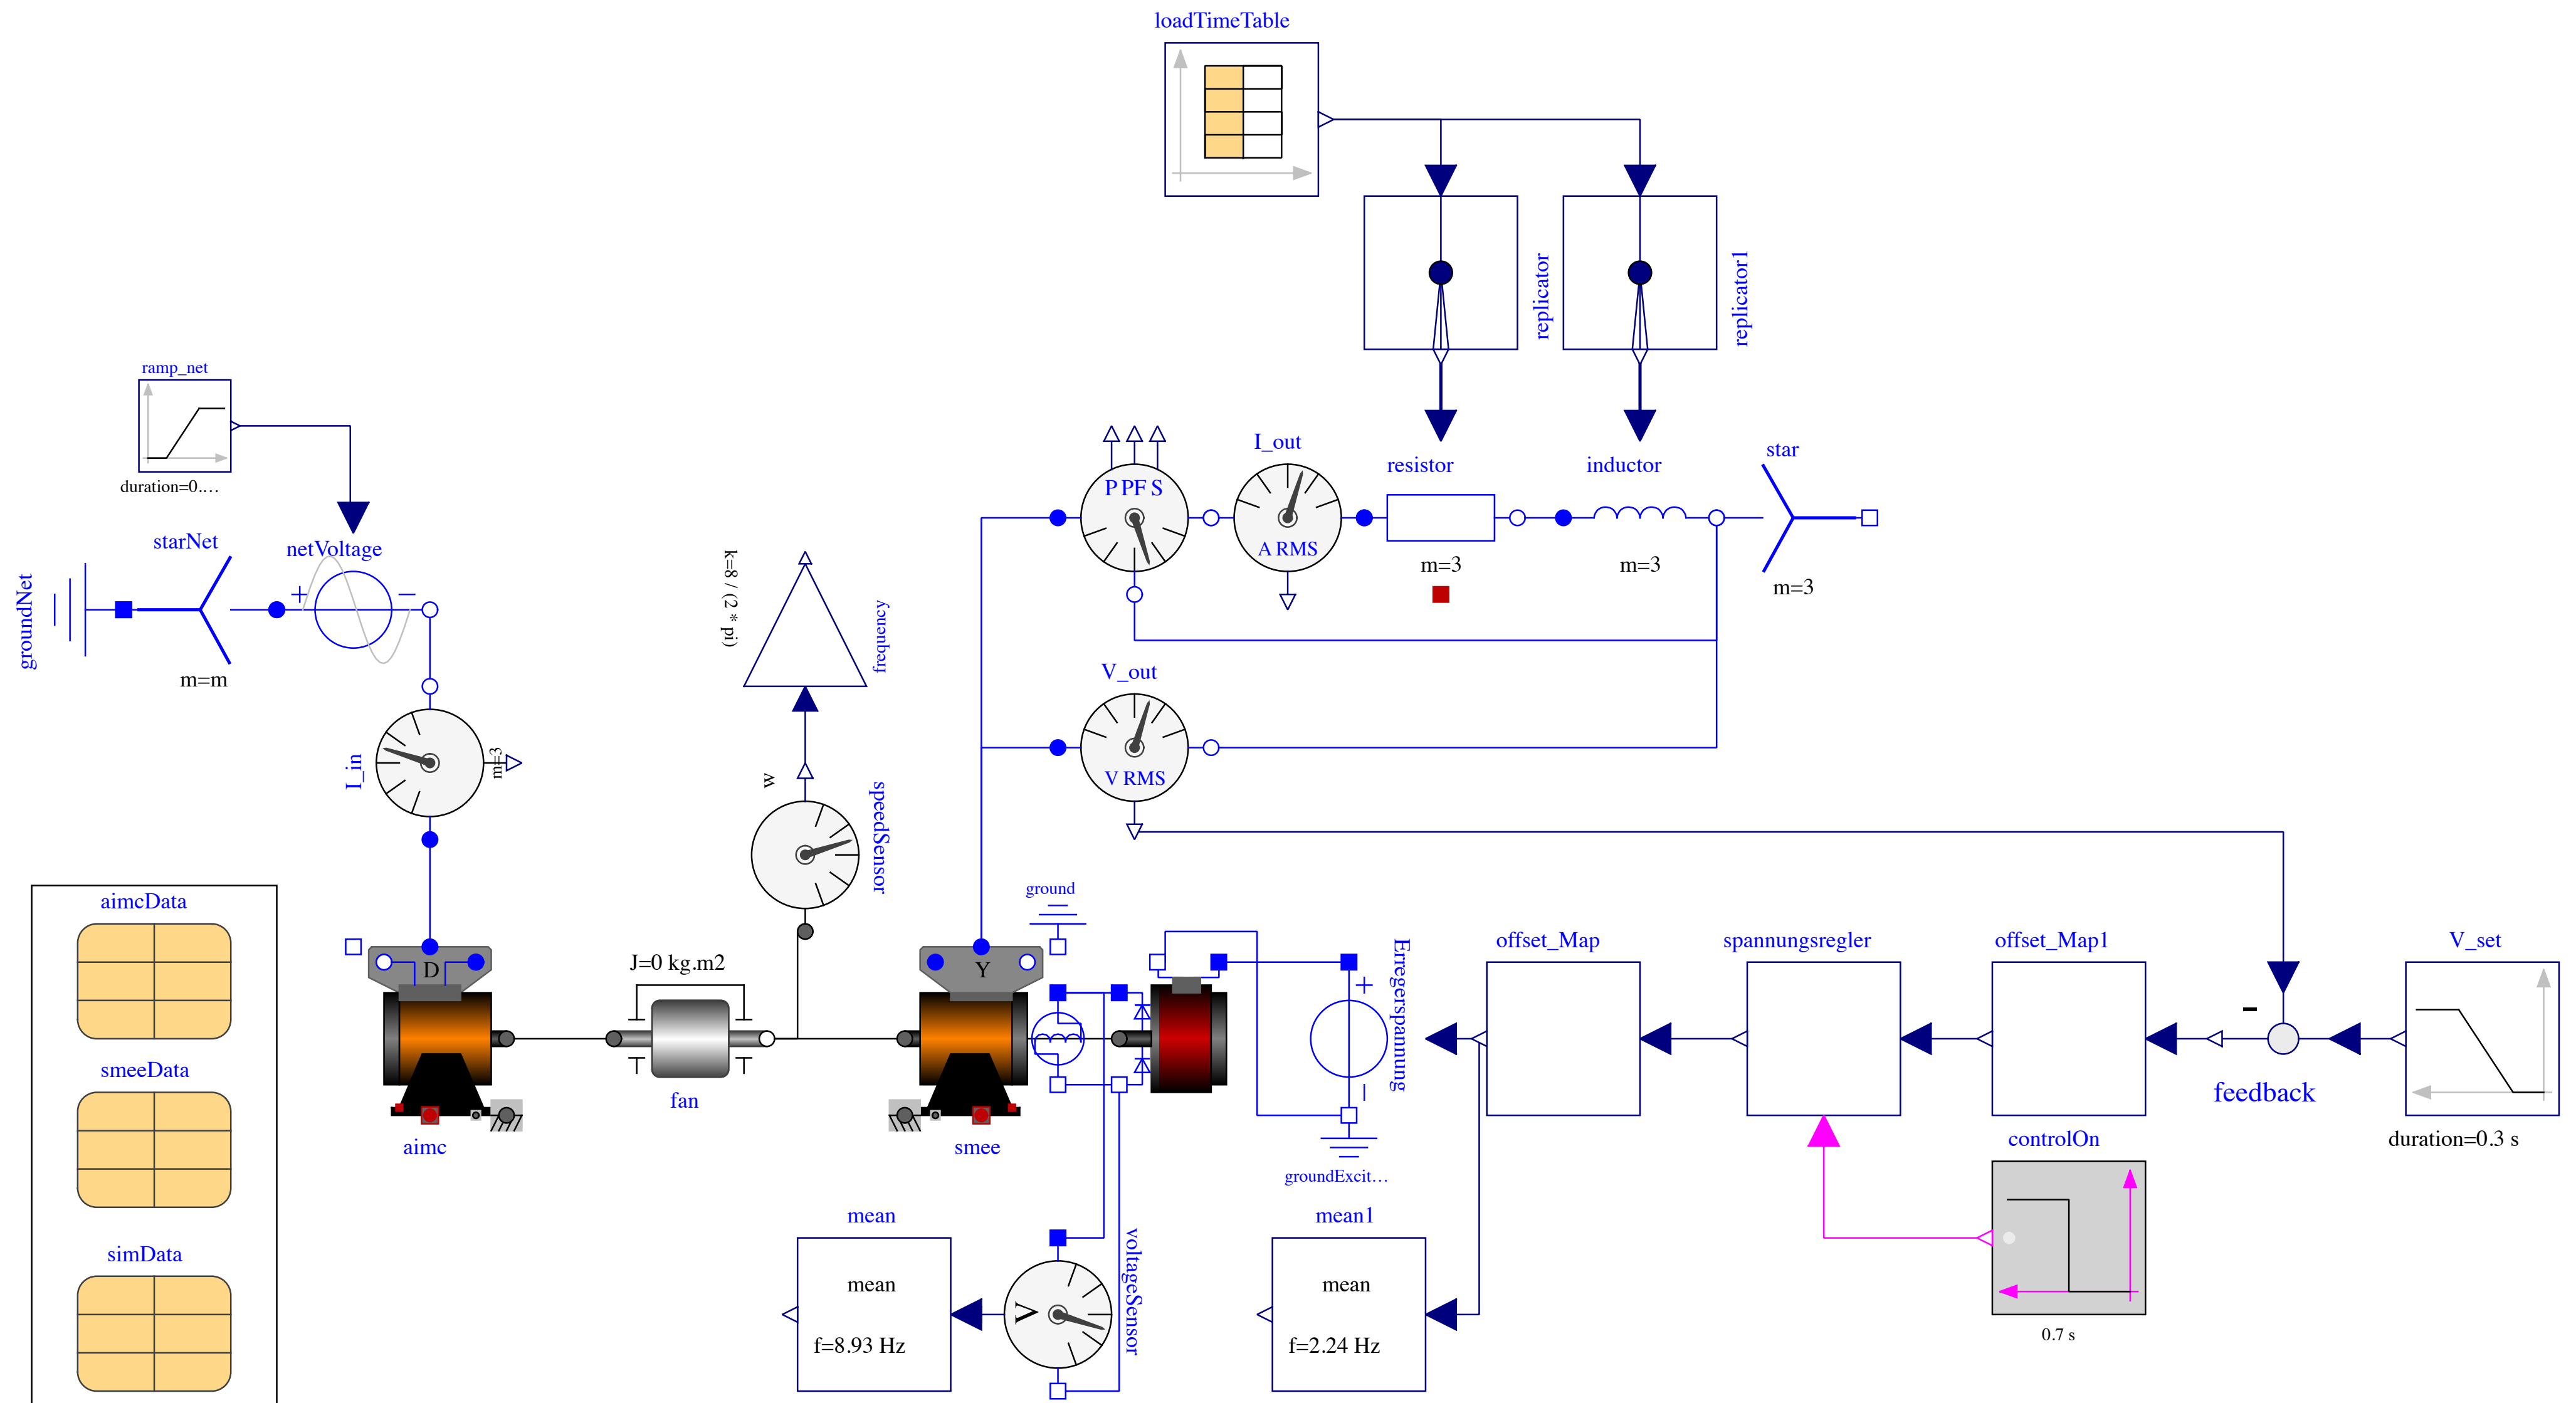 loadTimeTable
replicator
replicator1
ramp_net
duration=0.…
I_out
resistor
inductor
star
P PF S
A RMS
m=3
m=3
m=3
starNet
netVoltage
+
−
groundNet
m=m
k=8 / (2 * pi)
frequency
V_out
V RMS
I_in
m=3
w
speedSensor
aimcData
smeeData
simData
ground
D
J=0 kg.m2
fan
aimc
Y
smee
Erregerspannung
+
−
groundExcit…
offset_Map
spannungsregler
offset_Map1
V_set
-
feedback
duration=0.3 s
controlOn
0.7 s
mean
mean
f=8.93 Hz
V
voltageSensor
mean1
mean
f=2.24 Hz